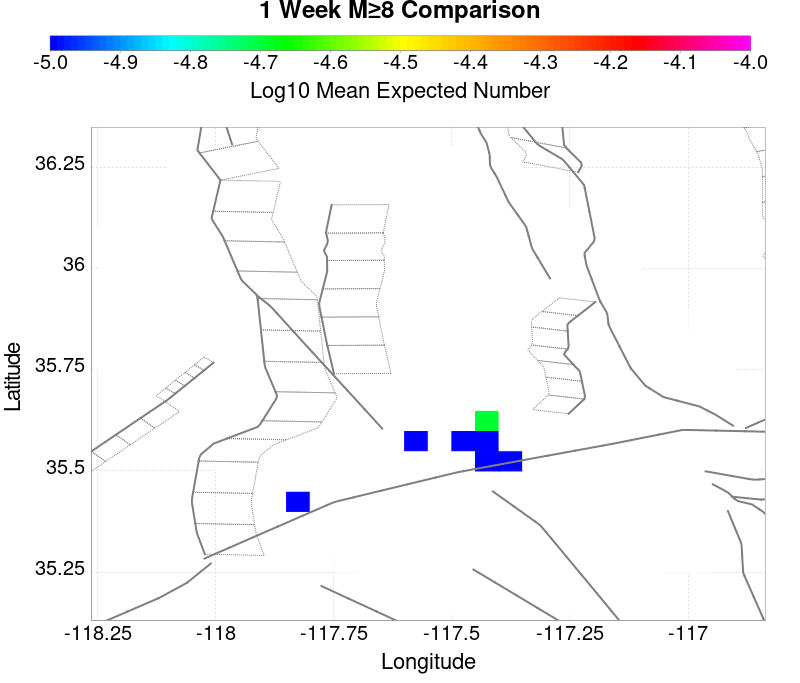 1 Week M≥8 Comparison
-5.0 -4.9 -4.8 -4.7 -4.6 -4.5 -4.4 -4.3 -4.2 -4.1 -4.0
Log10 Mean Expected Number
36.25
36
35.75
35.5
35.25
Latitude
-118.25 -118 -117.75 -117.5 -117.25 -117
Longitude